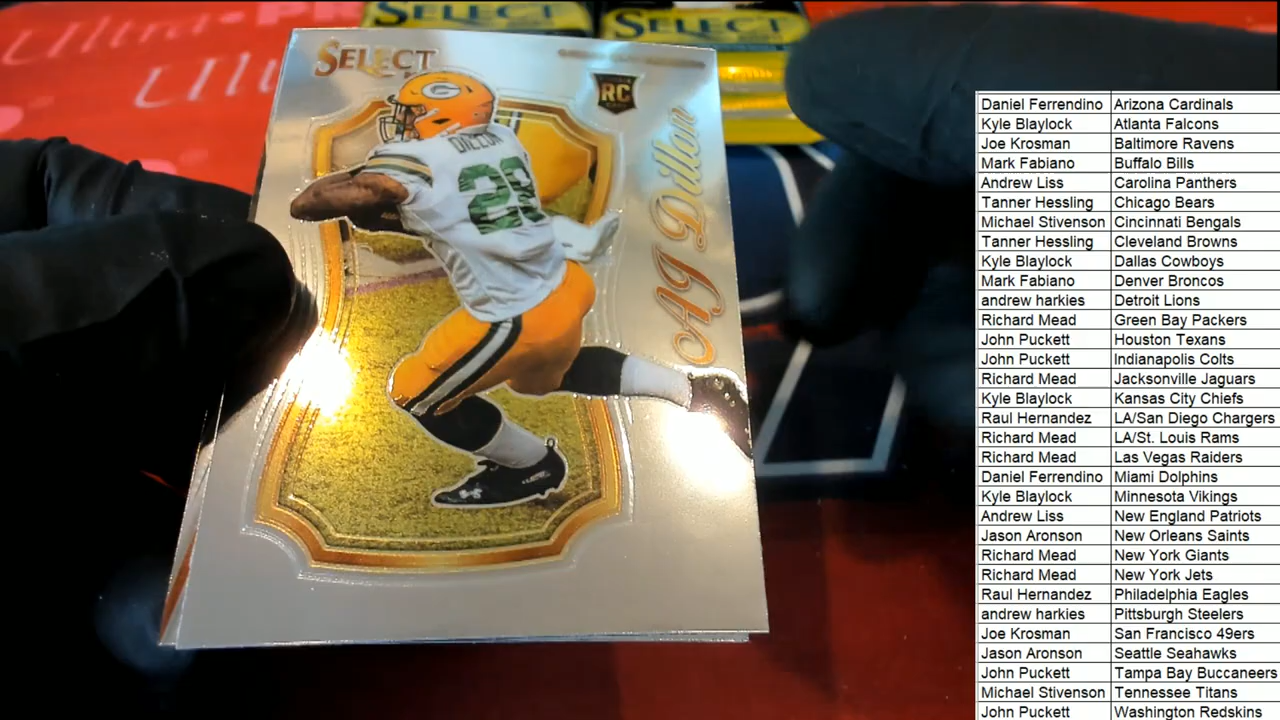 SELECT
SELECT
Ultra-P
Ult
SELECT
RC
G
DILLON
28
AJ Dillon
Daniel Ferrendino Arizona Cardinals
Kyle Blaylock Atlanta Falcons
Joe Krosman Baltimore Ravens
Mark Fabiano Buffalo Bills
Andrew Liss Carolina Panthers
Tanner Hessling Chicago Bears
Michael Stivenson Cincinnati Bengals
Tanner Hessling Cleveland Browns
Kyle Blaylock Dallas Cowboys
Mark Fabiano Denver Broncos
andrew harkies Detroit Lions
Richard Mead Green Bay Packers
John Puckett Houston Texans
John Puckett Indianapolis Colts
Richard Mead Jacksonville Jaguars
Kyle Blaylock Kansas City Chiefs
Raul Hernandez LA/San Diego Chargers
Richard Mead LA/St. Louis Rams
Richard Mead Las Vegas Raiders
Daniel Ferrendino Miami Dolphins
Kyle Blaylock Minnesota Vikings
Andrew Liss New England Patriots
Jason Aronson New Orleans Saints
Richard Mead New York Giants
Richard Mead New York Jets
Raul Hernandez Philadelphia Eagles
andrew harkies Pittsburgh Steelers
Joe Krosman San Francisco 49ers
Jason Aronson Seattle Seahawks
John Puckett Tampa Bay Buccaneers
Michael Stivenson Tennessee Titans
John Puckett Washington Redskins